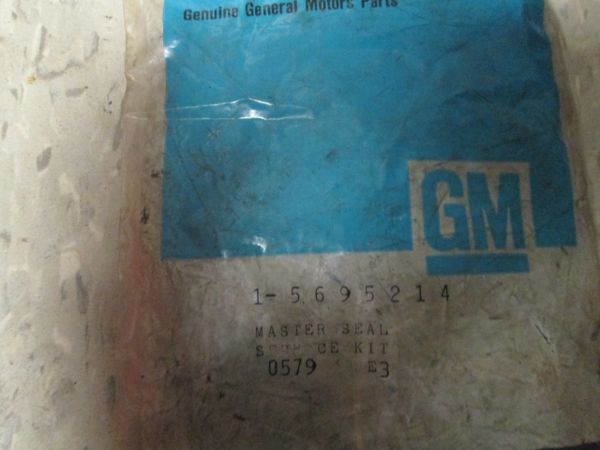 Genuine General Motors Parts
GM
1-5695214
MASTER SEAL
KIT
0579 E3